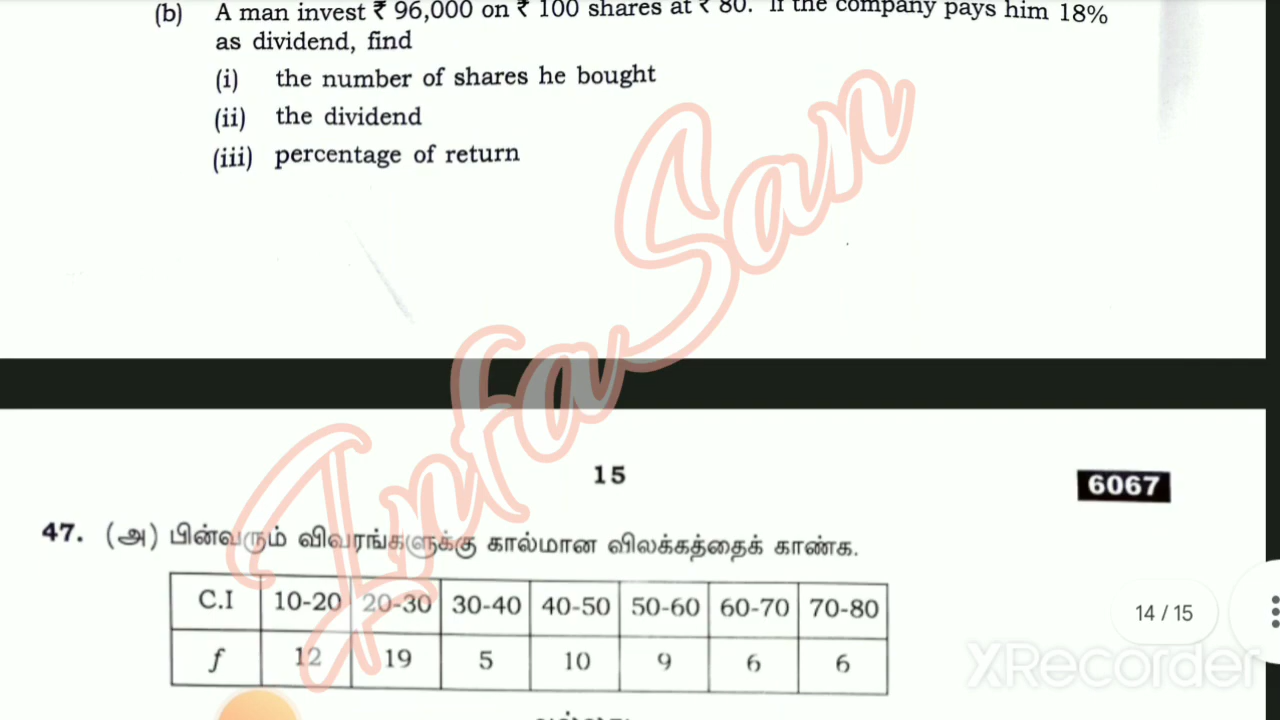 (b) A man invest ₹ 96,000 on ₹ 100 shares at ₹ 80. If the company pays him 18%
as dividend, find
(i) the number of shares he bought
(ii) the dividend
(iii) percentage of return
InfaSan
15
6067
47. (அ) பின்வரும் விவரங்களுக்கு கால்மான விலக்கத்தைக் காண்க.
C.I 10-20 20-30 30-40 40-50 50-60 60-70 70-80
f 12 19 5 10 9 6 6
14 / 15
XRecorder